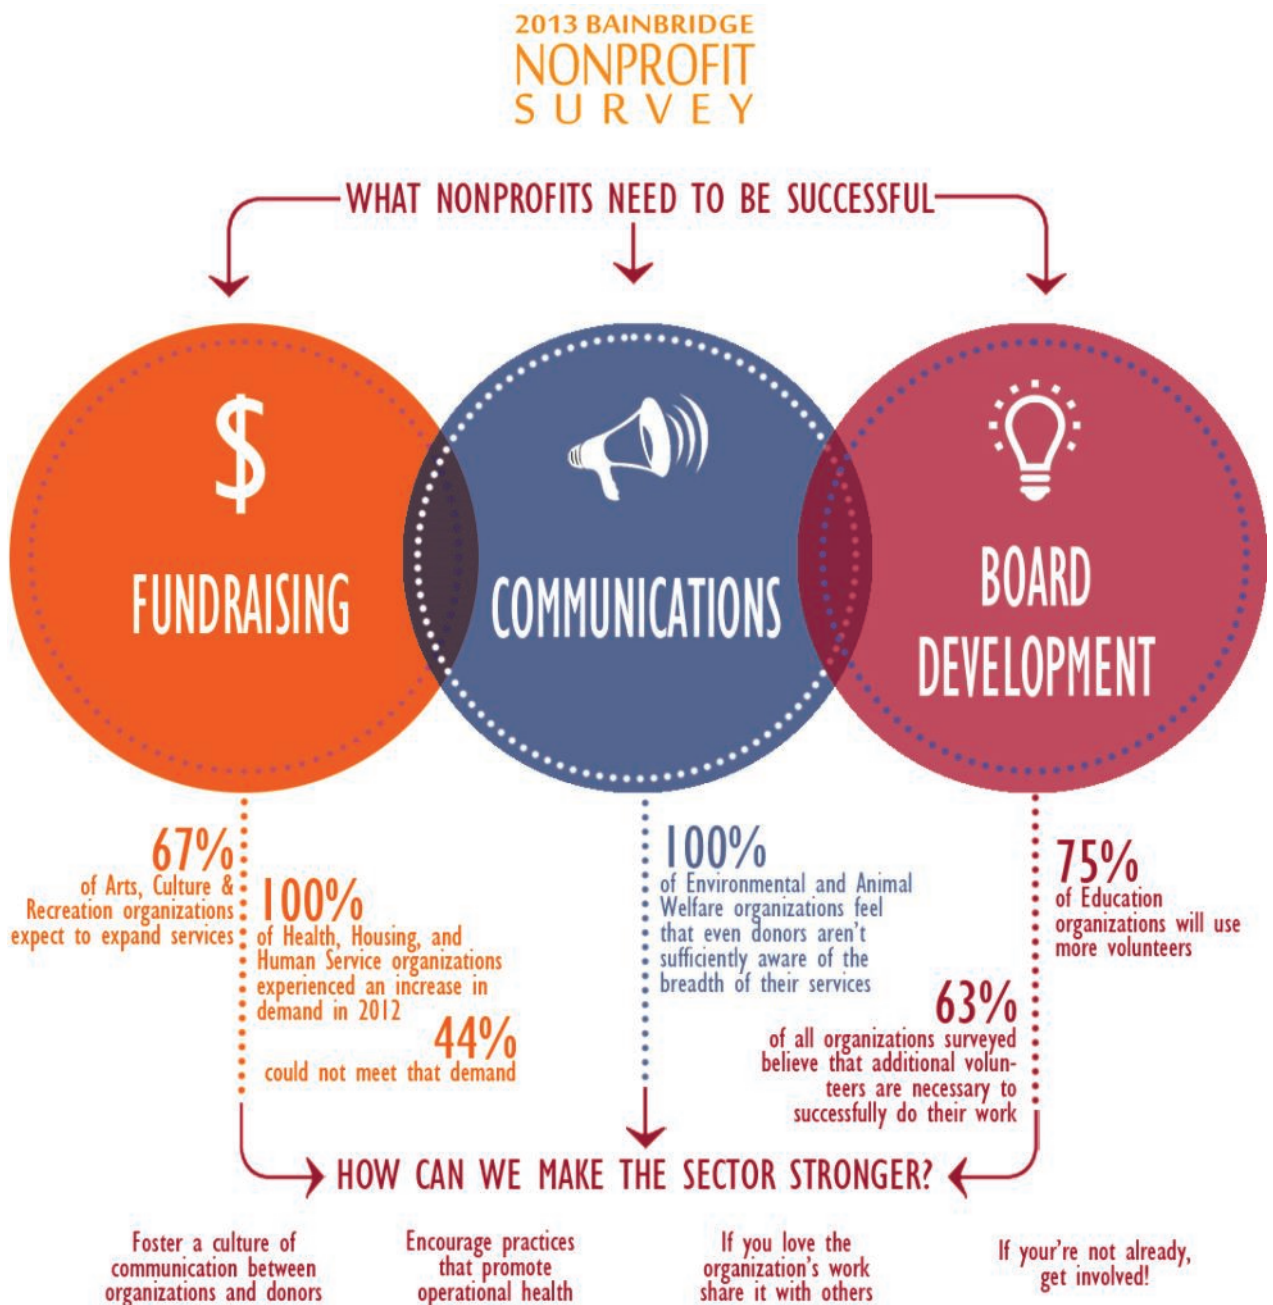 2013 BAINBRIDGE
NONPROFIT
SURVEY
WHAT NONPROFITS NEED TO BE SUCCESSFUL
$
FUNDRAISING
COMMUNICATIONS
BOARD
DEVELOPMENT
67%
of Arts, Culture &
Recreation organizations
expect to expand services
100%
of Health, Housing, and
Human Service organizations
experienced an increase in
demand in 2012
44%
could not meet that demand
100%
of Environmental and Animal
Welfare organizations feel
that even donors aren't
sufficiently aware of the
breadth of their services
75%
of Education
organizations will use
more volunteers
63%
of all organizations surveyed
believe that additional volun-
teers are necessary to
successfully do their work
HOW CAN WE MAKE THE SECTOR STRONGER?
Foster a culture of
communication between
organizations and donors
Encourage practices
that promote
operational health
If you love the
organization's work
share it with others
If your're not already,
get involved!